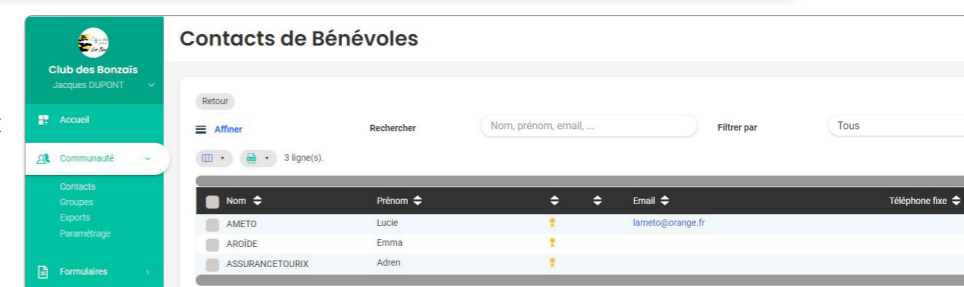 Contacts de Bénévoles
Club des Bonzaïs
Jacques DUPONT
Accueil
Communauté
Contacts
Groupes
Exports
Paramétrage
Formulaires
Retour
Affiner
Rechercher
Nom, prénom, email, ...
Filtrer par
Tous
3 ligne(s).
Nom Prénom Email Téléphone fixe
AMETO Lucie lameto@orange.fr
AROÏDE Emma
ASSURANCETOURIX Adren